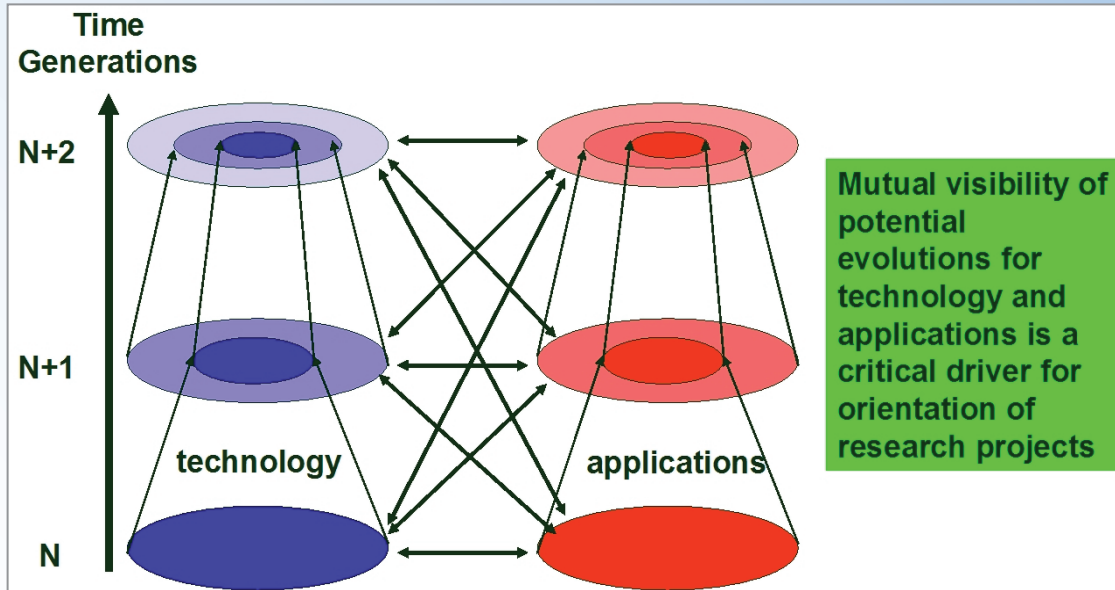 Time
Generations
N+2
N+1
N
technology
applications
Mutual visibility of
potential
evolutions for
technology and
applications is a
critical driver for
orientation of
research projects